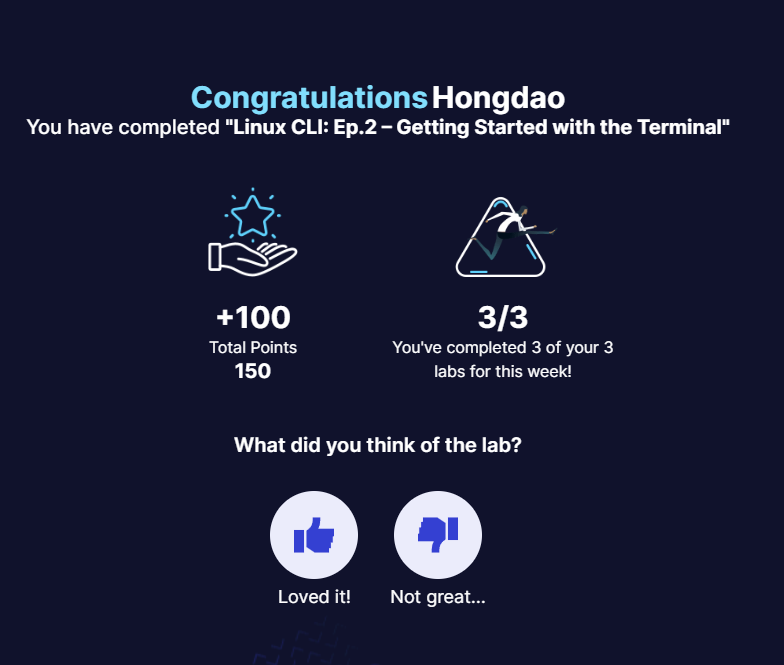 Congratulations Hongdao
You have completed "Linux CLI: Ep.2 – Getting Started with the Terminal"
+100
Total Points
150
3/3
You've completed 3 of your 3
labs for this week!
What did you think of the lab?
Loved it!
Not great...